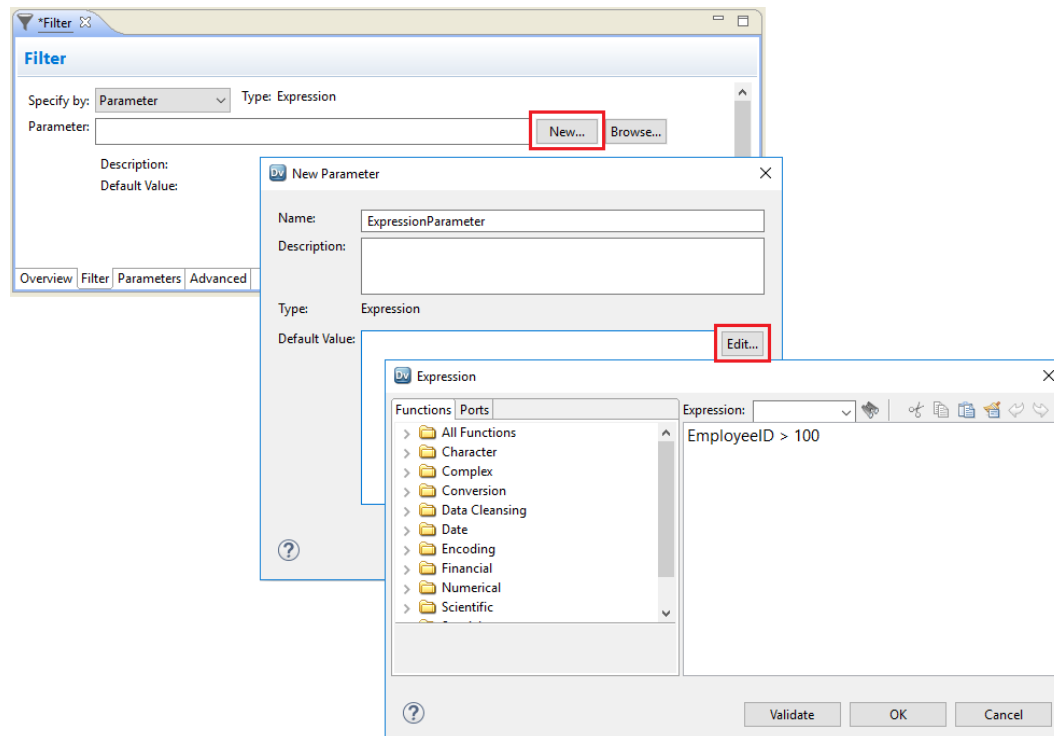 *Filter
Filter
Specify by: Parameter Type: Expression
Parameter: New... Browse...
Description:
Default Value:
Overview Filter Parameters Advanced
Dv New Parameter
Name: ExpressionParameter
Description:
Type: Expression
Default Value: Edit...
Dv Expression
Functions Ports Expression:
All Functions
Character
Complex
Conversion
Data Cleansing
Date
Encoding
Financial
Numerical
Scientific
EmployeeID > 100
Validate OK Cancel